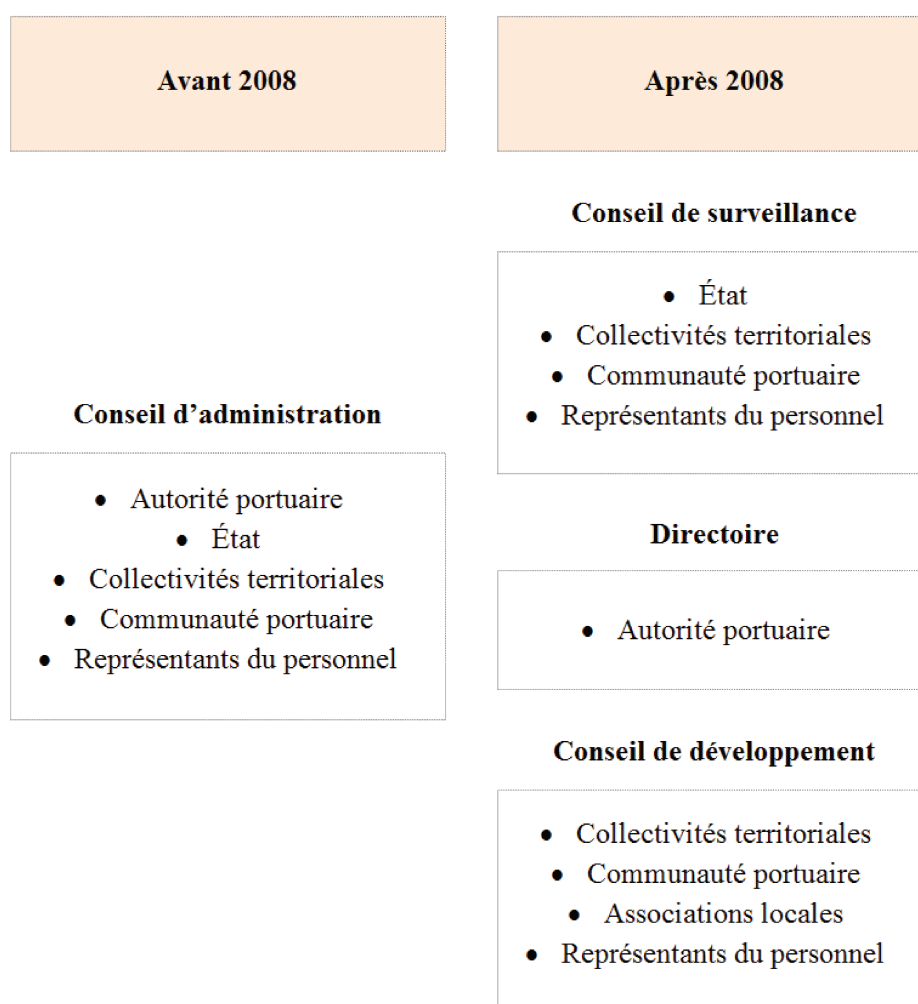 Avant 2008
Après 2008
Conseil d’administration
• Autorité portuaire
• État
• Collectivités territoriales
• Communauté portuaire
• Représentants du personnel
Conseil de surveillance
• État
• Collectivités territoriales
• Communauté portuaire
• Représentants du personnel
Directoire
• Autorité portuaire
Conseil de développement
• Collectivités territoriales
• Communauté portuaire
• Associations locales
• Représentants du personnel